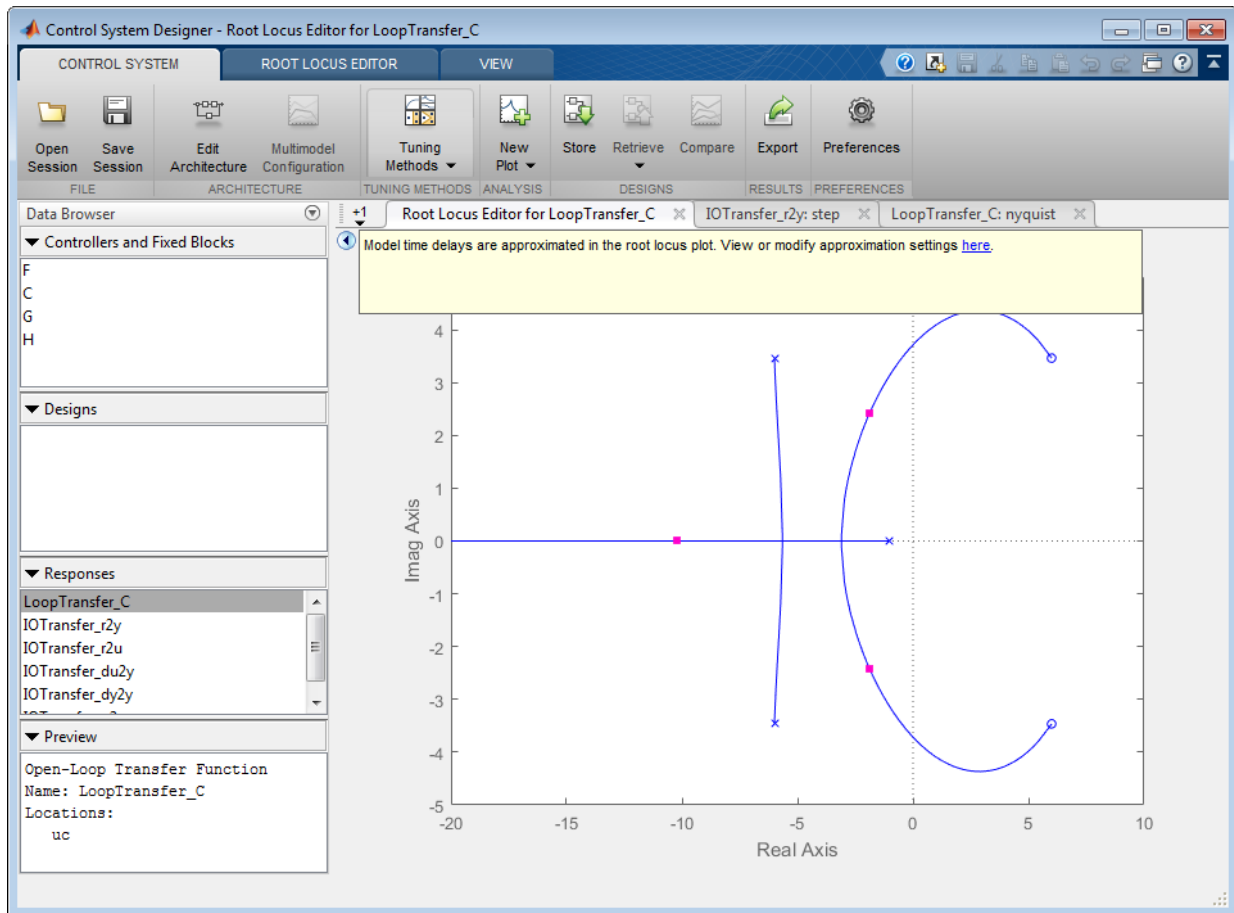 Control System Designer - Root Locus Editor for LoopTransfer_C
CONTROL SYSTEM ROOT LOCUS EDITOR VIEW
Open Session
Save Session
Edit Architecture
Multimodel Configuration
Tuning Methods
New Plot
Store
Retrieve
Compare
Export
Preferences
FILE ARCHITECTURE TUNING METHODS ANALYSIS DESIGNS RESULTS PREFERENCES
Data Browser
+1 Root Locus Editor for LoopTransfer_C IOTransfer_r2y: step LoopTransfer_C: nyquist
Controllers and Fixed Blocks
F
C
G
H
Designs
Responses
LoopTransfer_C
IOTransfer_r2y
IOTransfer_r2u
IOTransfer_du2y
IOTransfer_dy2y
Preview
Open-Loop Transfer Function
Name: LoopTransfer_C
Locations:
uc
Model time delays are approximated in the root locus plot. View or modify approximation settings here.
4
3
2
1
0
-1
-2
-3
-4
-5
Imag Axis
-20 -15 -10 -5 0 5 10
Real Axis